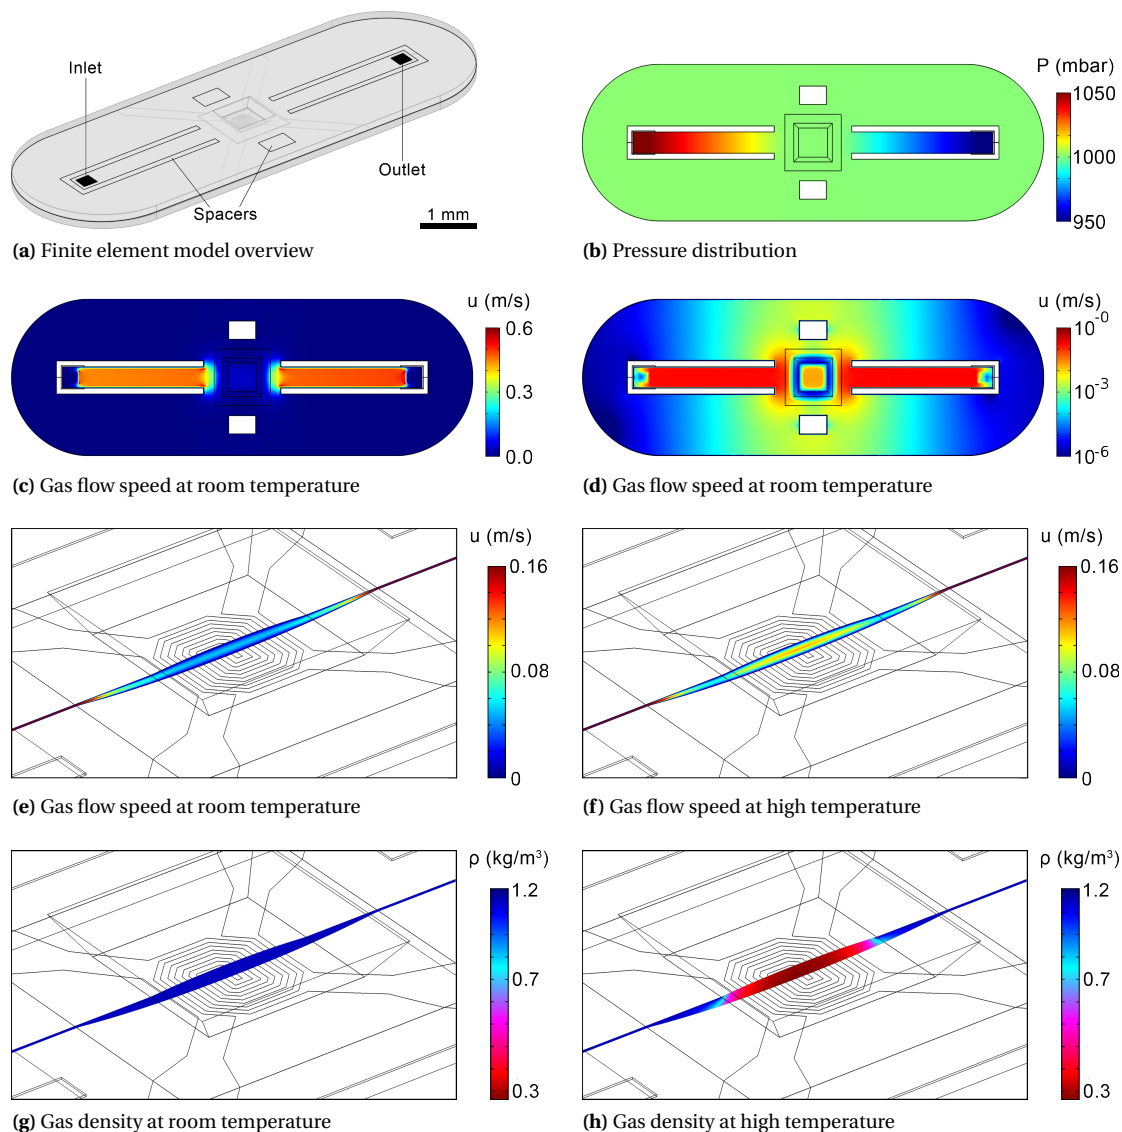 Inlet
Outlet
Spacers
1 mm
(a) Finite element model overview
P (mbar)
1050
1000
950
(b) Pressure distribution
u (m/s)
0.6
0.3
0.0
(c) Gas flow speed at room temperature
u (m/s)
10^-0
10^-3
10^-6
(d) Gas flow speed at room temperature
u (m/s)
0.16
0.08
0
(e) Gas flow speed at room temperature
u (m/s)
0.16
0.08
0
(f) Gas flow speed at high temperature
ρ (kg/m³)
1.2
0.7
0.3
(g) Gas density at room temperature
ρ (kg/m³)
1.2
0.7
0.3
(h) Gas density at high temperature